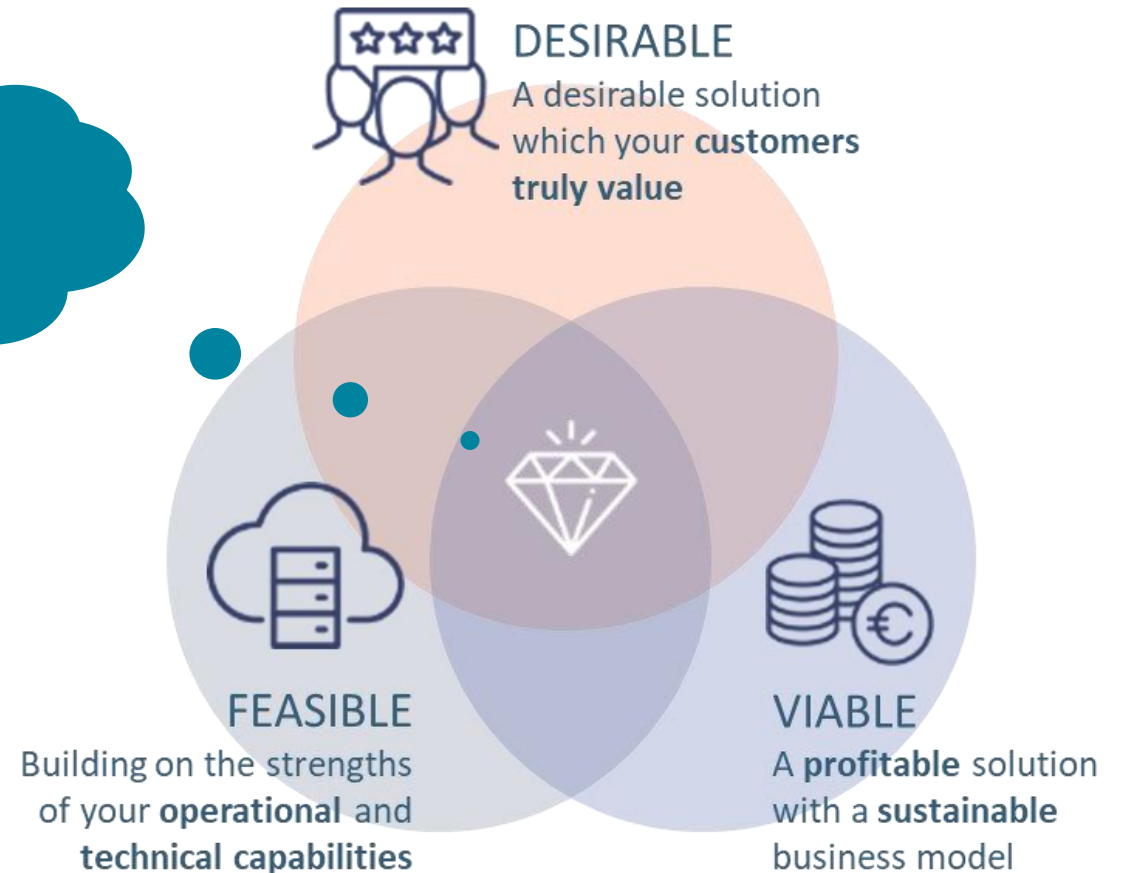 DESIRABLE
A desirable solution
which your customers
truly value
FEASIBLE
Building on the strengths
of your operational and
technical capabilities
VIABLE
A profitable solution
with a sustainable
business model